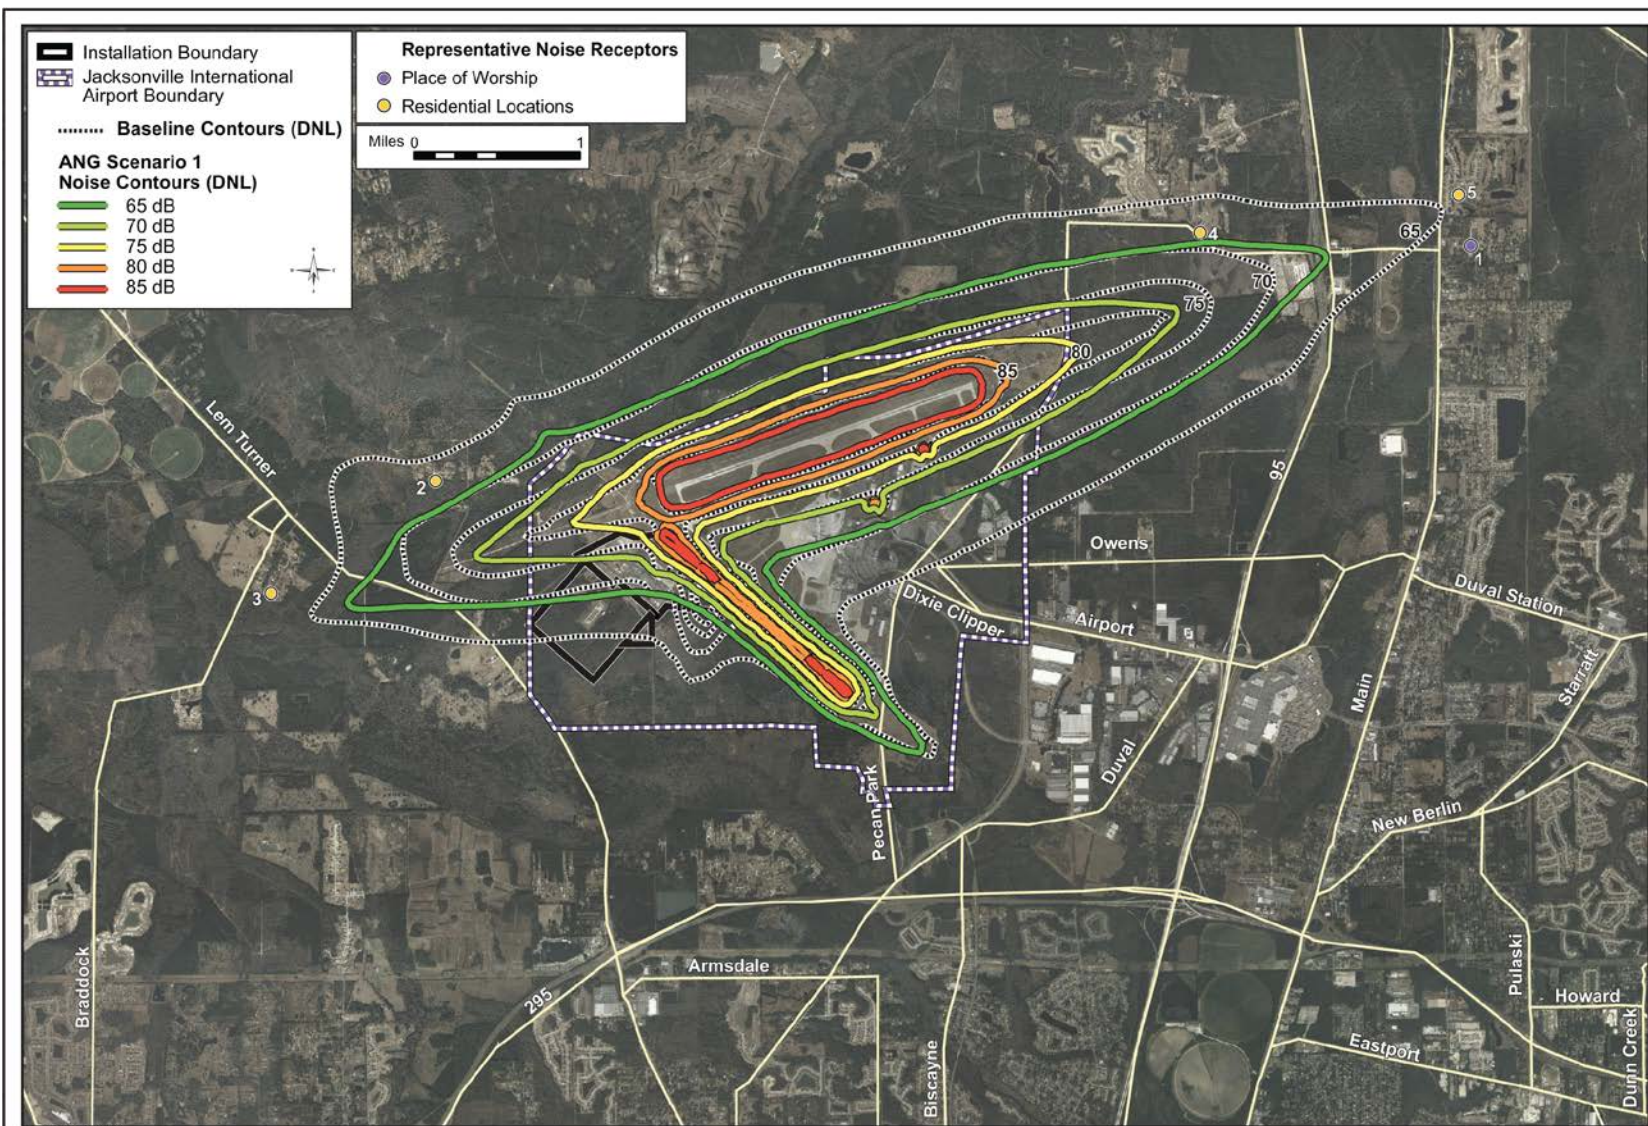 Installation Boundary
Jacksonville International
Airport Boundary
Baseline Contours (DNL)
ANG Scenario 1
Noise Contours (DNL)
65 dB
70 dB
75 dB
80 dB
85 dB
Representative Noise Receptors
Place of Worship
Residential Locations
Miles 0 1
5
4
65
1
70
75
80
85
Lem Turner
2
95
3
Owens
Duval Station
Dixie Clipper
Airport
Starratt
Main
Duval
Pecan Park
New Berlin
Braddock
Armsdale
Pulaski
295
Howard
Eastport
Biscayne
Dunn Creek